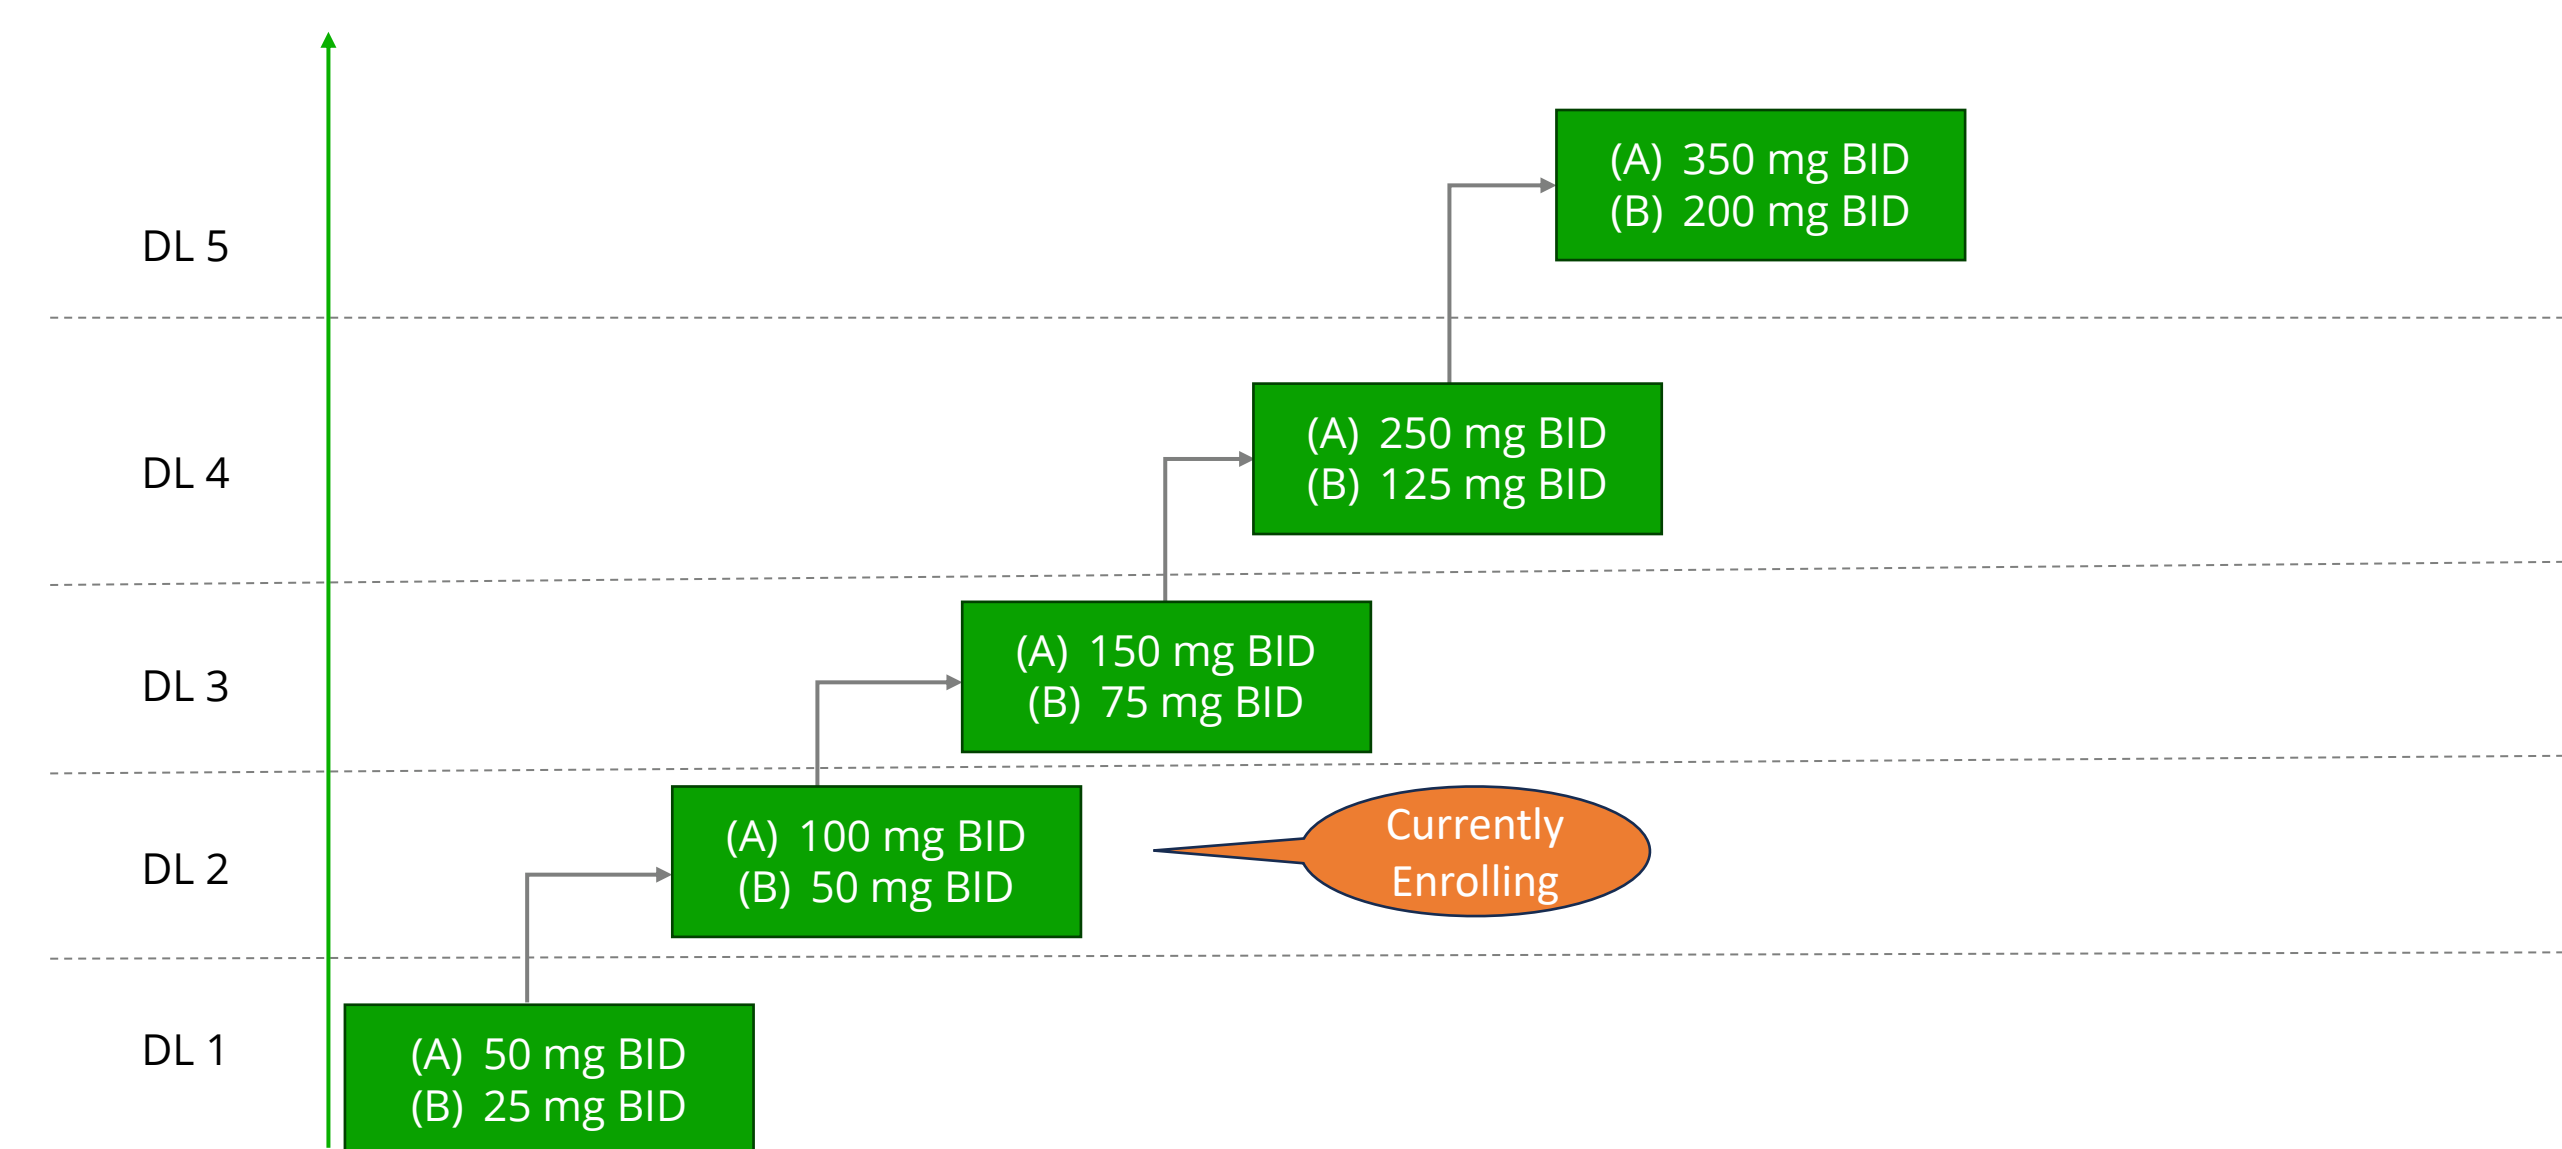 DL 5
(A) 350 mg BID
(B) 200 mg BID
DL 4
(A) 250 mg BID
(B) 125 mg BID
DL 3
(A) 150 mg BID
(B) 75 mg BID
DL 2
(A) 100 mg BID
(B) 50 mg BID
Currently
Enrolling
DL 1
(A) 50 mg BID
(B) 25 mg BID